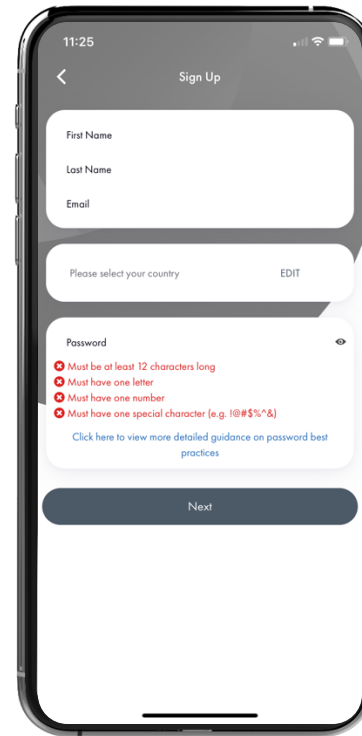 11:25
Sign Up
First Name
Last Name
Email
Please select your country EDIT
Password
Must be at least 12 characters long
Must have one letter
Must have one number
Must have one special character (e.g. !@#$%^&)
Click here to view more detailed guidance on password best
practices
Next